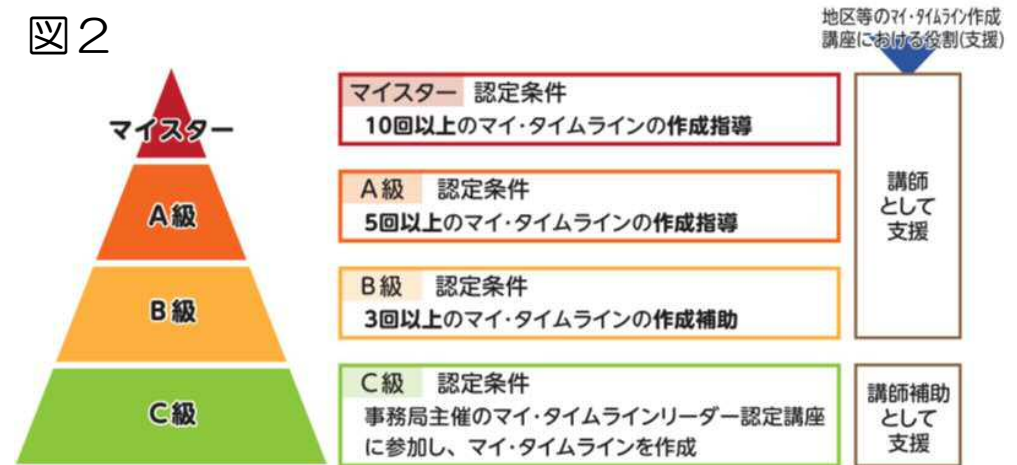 図2
地区等のマイ・タイムライン作成
講座における役割(支援)
マイスター
A級
B級
C級
マイスター 認定条件
10回以上のマイ・タイムラインの作成指導
A級 認定条件
5回以上のマイ・タイムラインの作成指導
B級 認定条件
3回以上のマイ・タイムラインの作成補助
C級 認定条件
事務局主催のマイ・タイムラインリーダー認定講座
に参加し、マイ・タイムラインを作成
講師
として
支援
講師補助
として
支援